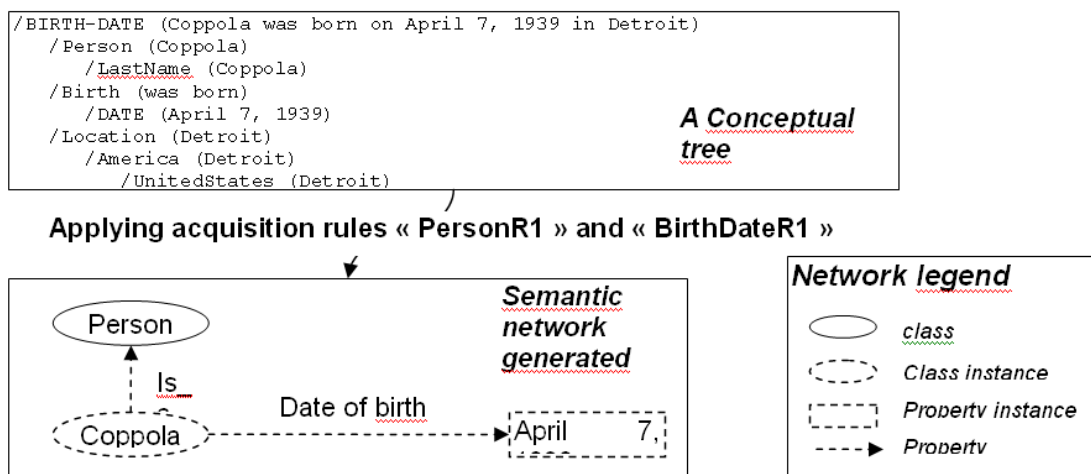 /BIRTH-DATE (Coppola was born on April 7, 1939 in Detroit)
/Person (Coppola)
/LastName (Coppola)
/Birth (was born)
/DATE (April 7, 1939)
/Location (Detroit)
/America (Detroit)
/UnitedStates (Detroit)
A Conceptual
tree
Applying acquisition rules « PersonR1 » and « BirthDateR1 »
Semantic
network
generated
Person
Is_
Date of birth
Coppola
April 7,
Network legend
class
Class instance
Property instance
Property